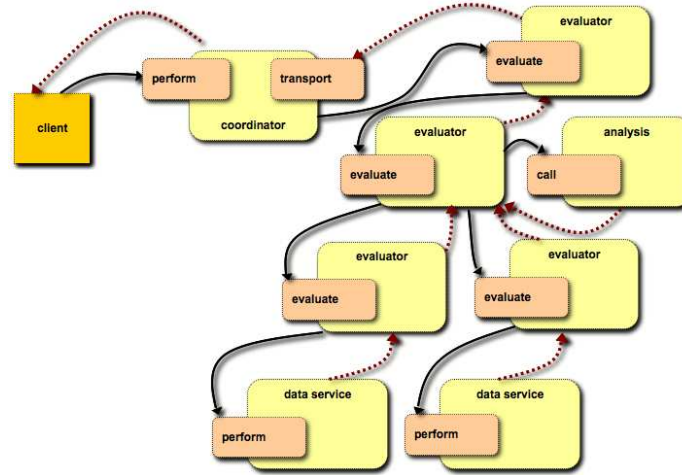 evaluator
evaluate
perform
transport
client
coordinator
evaluator
analysis
evaluate
call
evaluator
evaluator
evaluate
evaluate
data service
data service
perform
perform